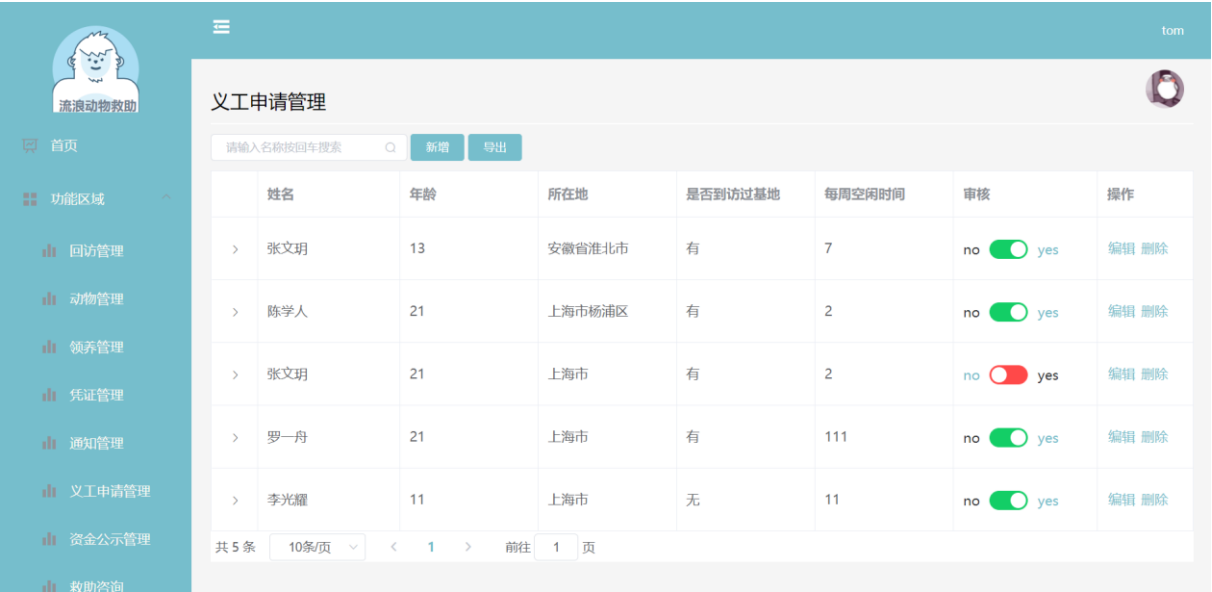 tom
流浪动物救助
首页
功能区域
回访管理
动物管理
领养管理
凭证管理
通知管理
义工申请管理
资金公示管理
救助咨询
义工申请管理
请输入名称按回车搜索 新增 导出
姓名 年龄 所在地 是否到访过基地 每周空闲时间 审核 操作
张文玥 13 安徽省淮北市 有 7 no yes 编辑 删除
陈学人 21 上海市杨浦区 有 2 no yes 编辑 删除
张文玥 21 上海市 有 2 no yes 编辑 删除
罗一舟 21 上海市 有 111 no yes 编辑 删除
李光耀 11 上海市 无 11 no yes 编辑 删除
共 5 条 10条/页 1 前往 1 页